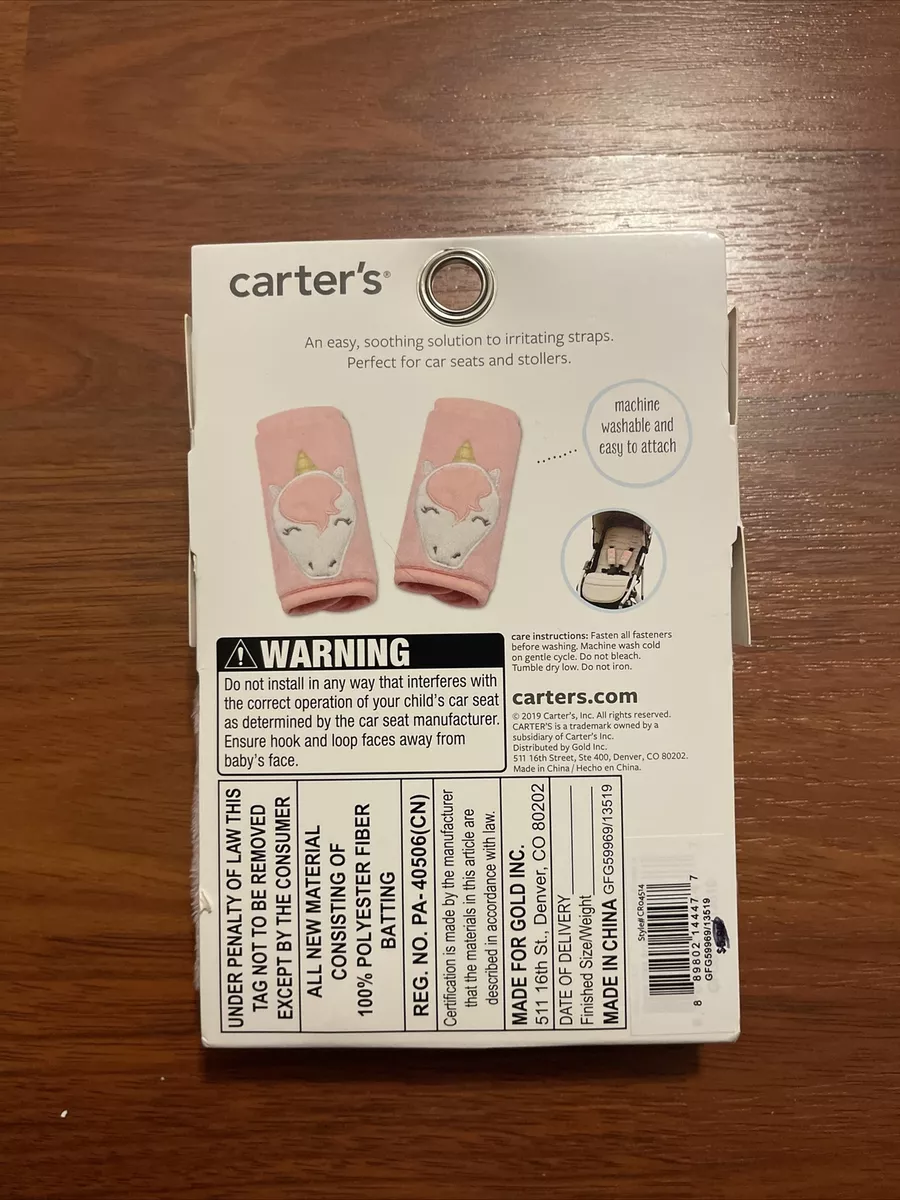 carter's®
An easy, soothing solution to irritating straps.
Perfect for car seats and stollers.
machine
washable and
easy to attach
WARNING
Do not install in any way that interferes with
the correct operation of your child's car seat
as determined by the car seat manufacturer.
Ensure hook and loop faces away from
baby's face.
care instructions: Fasten all fasteners
before washing. Machine wash cold
on gentle cycle. Do not bleach.
Tumble dry low. Do not iron.
carters.com
© 2019 Carter's, Inc. All rights reserved.
CARTER'S is a trademark owned by a
subsidiary of Carter's Inc.
Distributed by Gold Inc.
511 16th Street, Ste 400, Denver, CO 80202.
Made in China / Hecho en China.
UNDER PENALTY OF LAW THIS
TAG NOT TO BE REMOVED
EXCEPT BY THE CONSUMER
ALL NEW MATERIAL
CONSISTING OF
100% POLYESTER FIBER
BATTING
REG. NO. PA- 40506(CN)
Certification is made by the manufacturer
that the materials in this article are
described in accordance with law.
MADE FOR GOLD INC.
511 16th St., Denver, CO 80202
DATE OF DELIVERY
Finished Size/Weight
MADE IN CHINA GFG59969/13519
Style# CR04514
8 89802 14447 7
GFG59969/13519
$